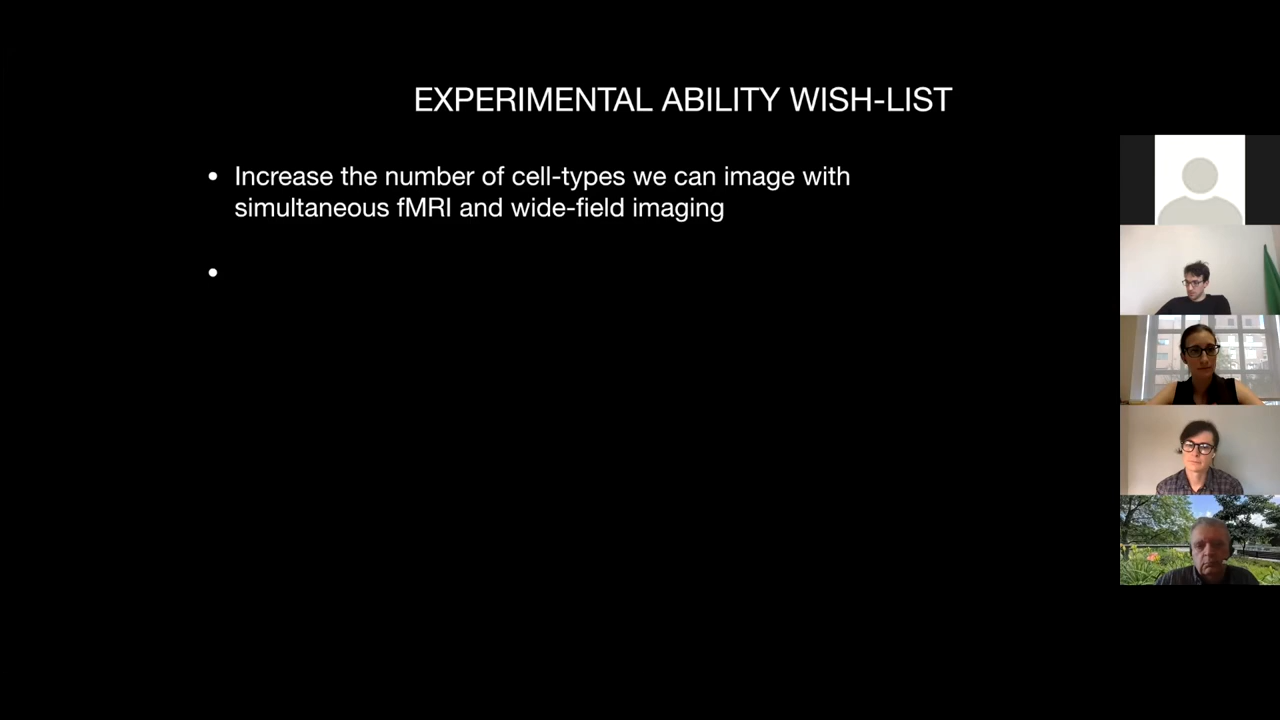 EXPERIMENTAL ABILITY WISH-LIST
• Increase the number of cell-types we can image with
simultaneous fMRI and wide-field imaging
•